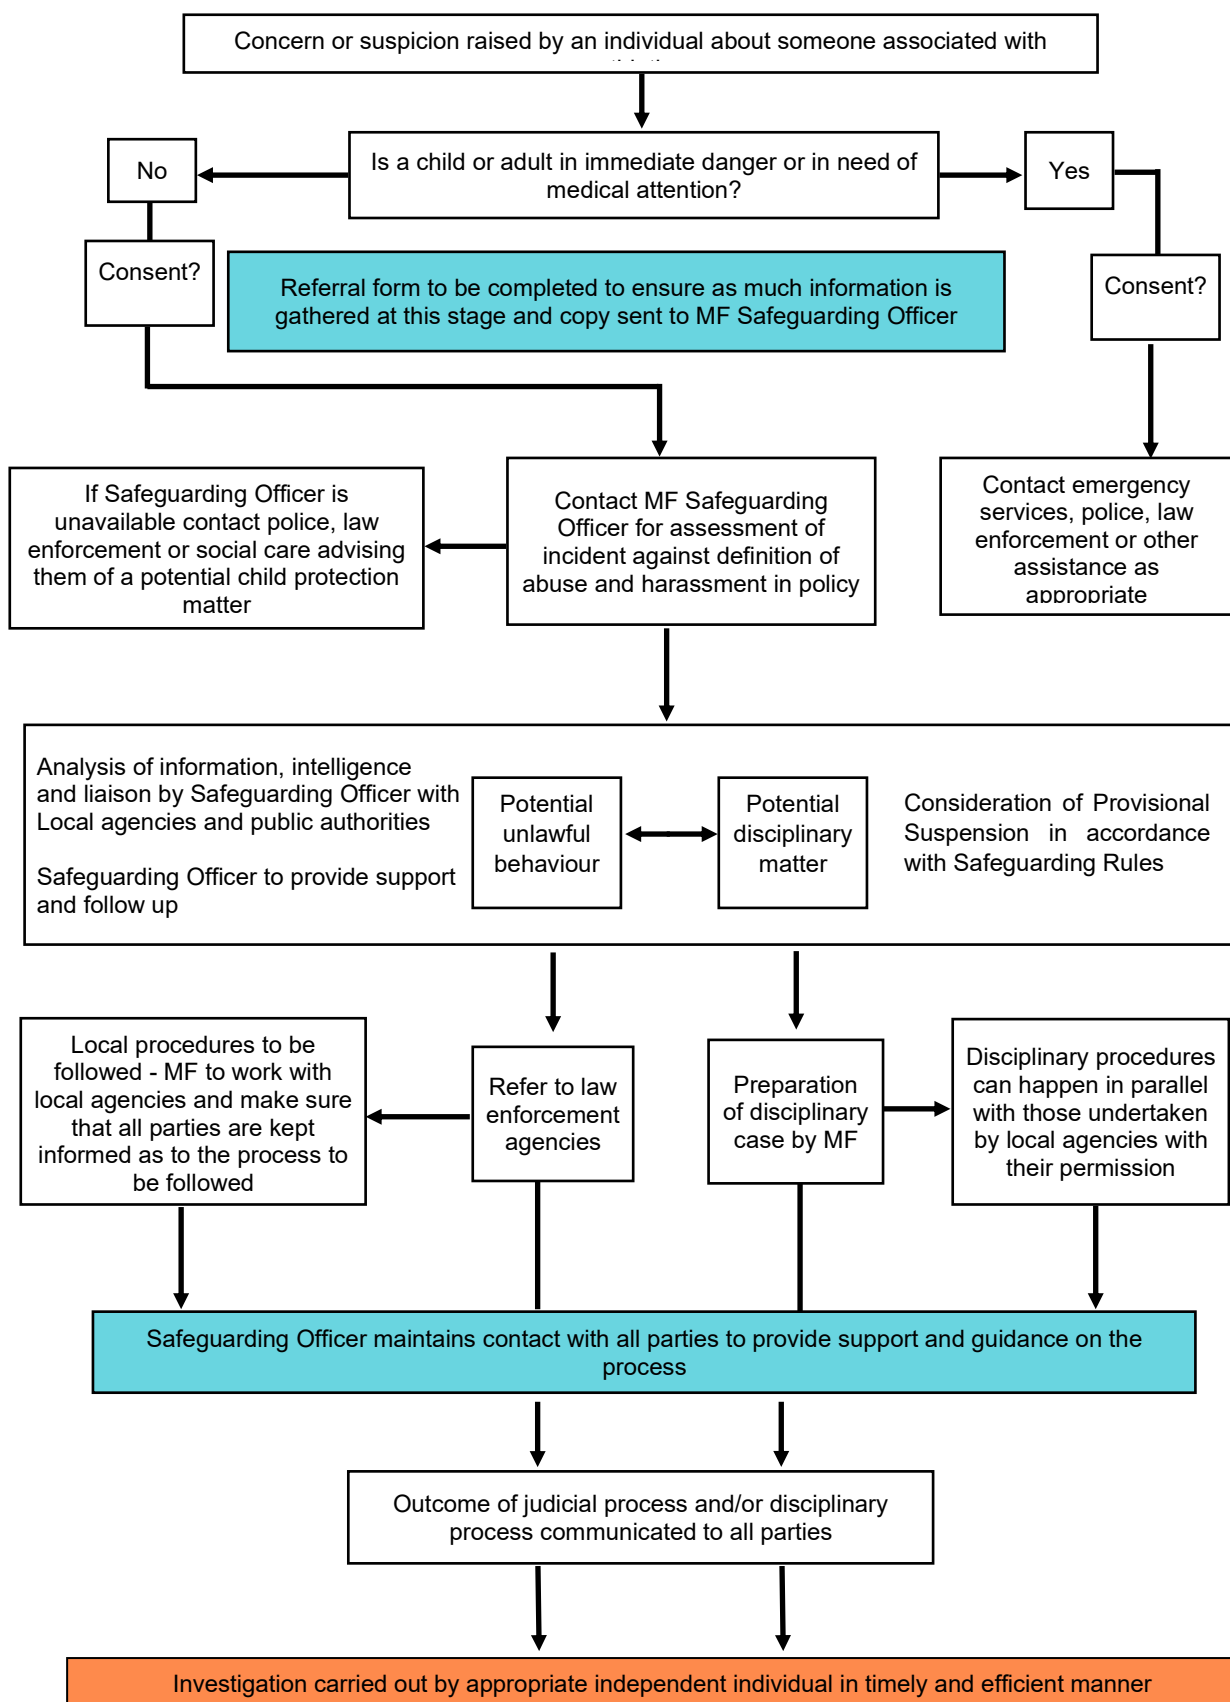 Concern or suspicion raised by an individual about someone associated with
No
Is a child or adult in immediate danger or in need of
medical attention?
Yes
Consent?
Referral form to be completed to ensure as much information is
gathered at this stage and copy sent to MF Safeguarding Officer
Consent?
If Safeguarding Officer is
unavailable contact police, law
enforcement or social care advising
them of a potential child protection
matter
Contact MF Safeguarding
Officer for assessment of
incident against definition of
abuse and harassment in policy
Contact emergency
services, police, law
enforcement or other
assistance as
appropriate
Analysis of information, intelligence
and liaison by Safeguarding Officer with
Local agencies and public authorities
Safeguarding Officer to provide support
and follow up
Potential
unlawful
behaviour
Potential
disciplinary
matter
Consideration of Provisional
Suspension in accordance
with Safeguarding Rules
Local procedures to be
followed - MF to work with
local agencies and make sure
that all parties are kept
informed as to the process to
be followed
Refer to law
enforcement
agencies
Preparation
of disciplinary
case by MF
Disciplinary procedures
can happen in parallel
with those undertaken
by local agencies with
their permission
Safeguarding Officer maintains contact with all parties to provide support and guidance on the
process
Outcome of judicial process and/or disciplinary
process communicated to all parties
Investigation carried out by appropriate independent individual in timely and efficient manner